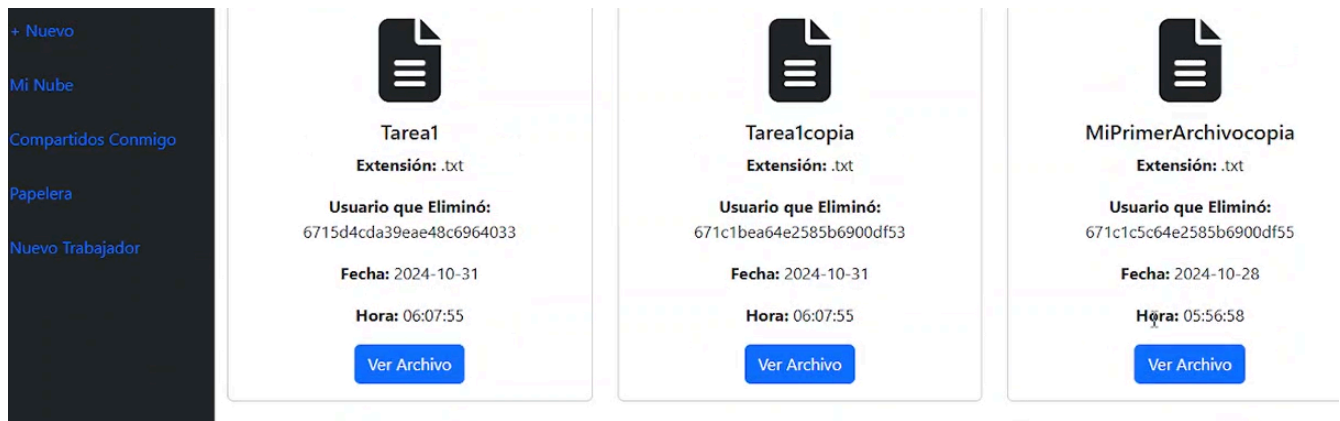 + Nuevo
Mi Nube
Compartidos Conmigo
Papelera
Nuevo Trabajador
Tarea1
Extensión: .txt
Usuario que Eliminó:
6715d4cda39eae48c6964033
Fecha: 2024-10-31
Hora: 06:07:55
Ver Archivo
Tarea1copia
Extensión: .txt
Usuario que Eliminó:
671c1bea64e2585b6900df53
Fecha: 2024-10-31
Hora: 06:07:55
Ver Archivo
MiPrimerArchivocopia
Extensión: .txt
Usuario que Eliminó:
671c1c5c64e2585b6900df55
Fecha: 2024-10-28
Hora: 05:56:58
Ver Archivo